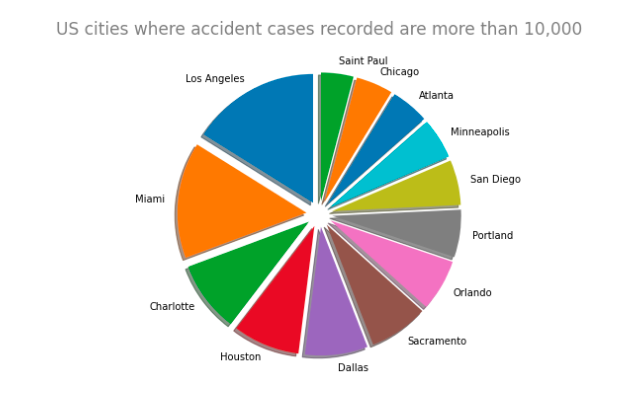 US cities where accident cases recorded are more than 10,000
Saint Paul
Chicago
Los Angeles
Atlanta
Minneapolis
San Diego
Miami
Portland
Orlando
Charlotte
Sacramento
Houston
Dallas